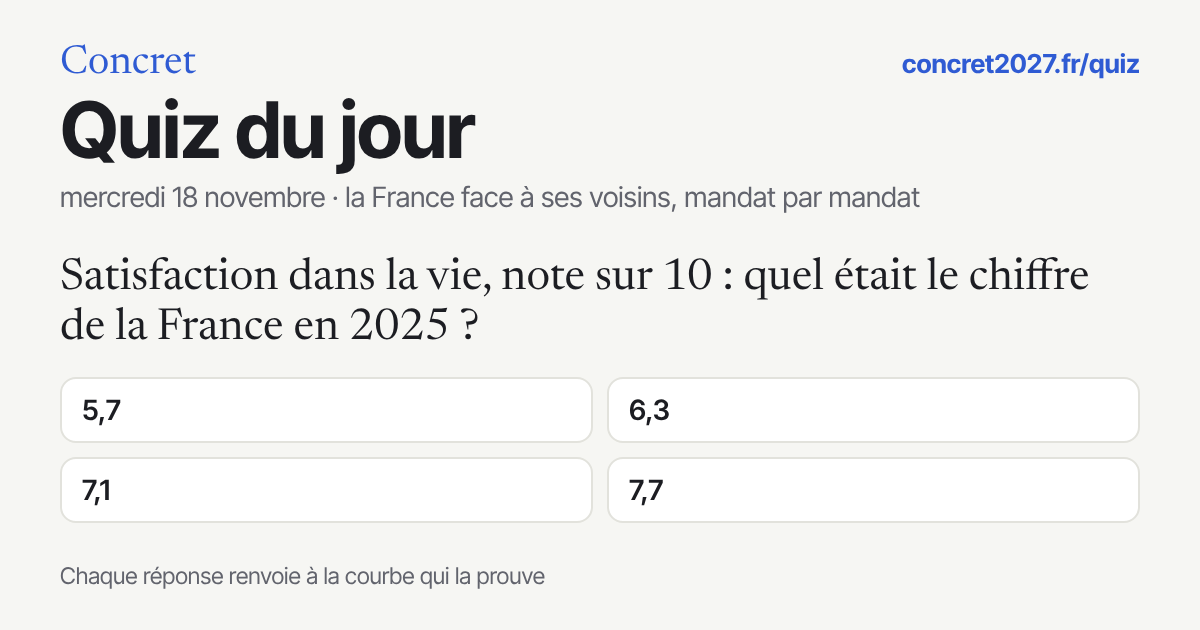 Concret
concret2027.fr/quiz
Quiz du jour
mercredi 18 novembre · la France face à ses voisins, mandat par mandat
Satisfaction dans la vie, note sur 10 : quel était le chiffre
de la France en 2025 ?
5,7
6,3
7,1
7,7
Chaque réponse renvoie à la courbe qui la prouve